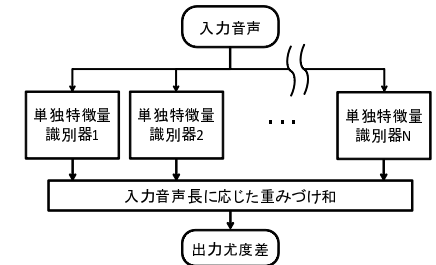 入力音声
単独特徴量
識別器1
単独特徴量
識別器2
...
単独特徴量
識別器N
入力音声長に応じた重みづけ和
出力尤度差